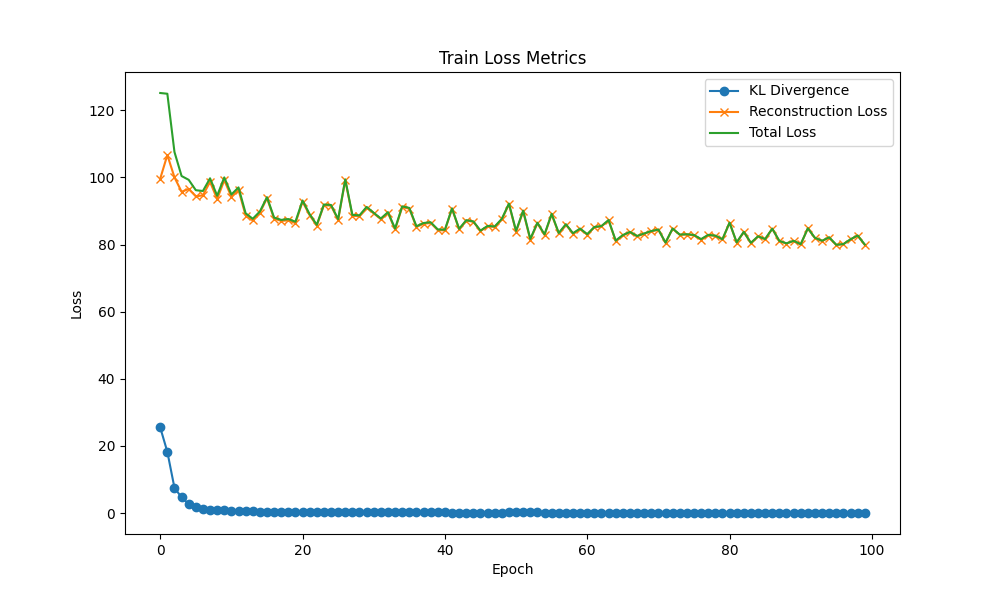 Train Loss Metrics
KL Divergence
Reconstruction Loss
Total Loss
120
100
80
60
40
20
0
Loss
0 20 40 60 80 100
Epoch